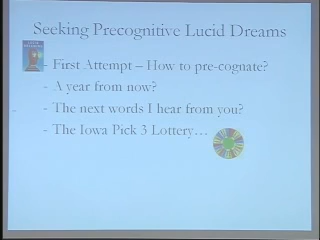 Seeking Precognitive Lucid Dreams
- First Attempt – How to pre-cognate?
- A year from now?
- The next words I hear from you?
- The Iowa Pick 3 Lottery…